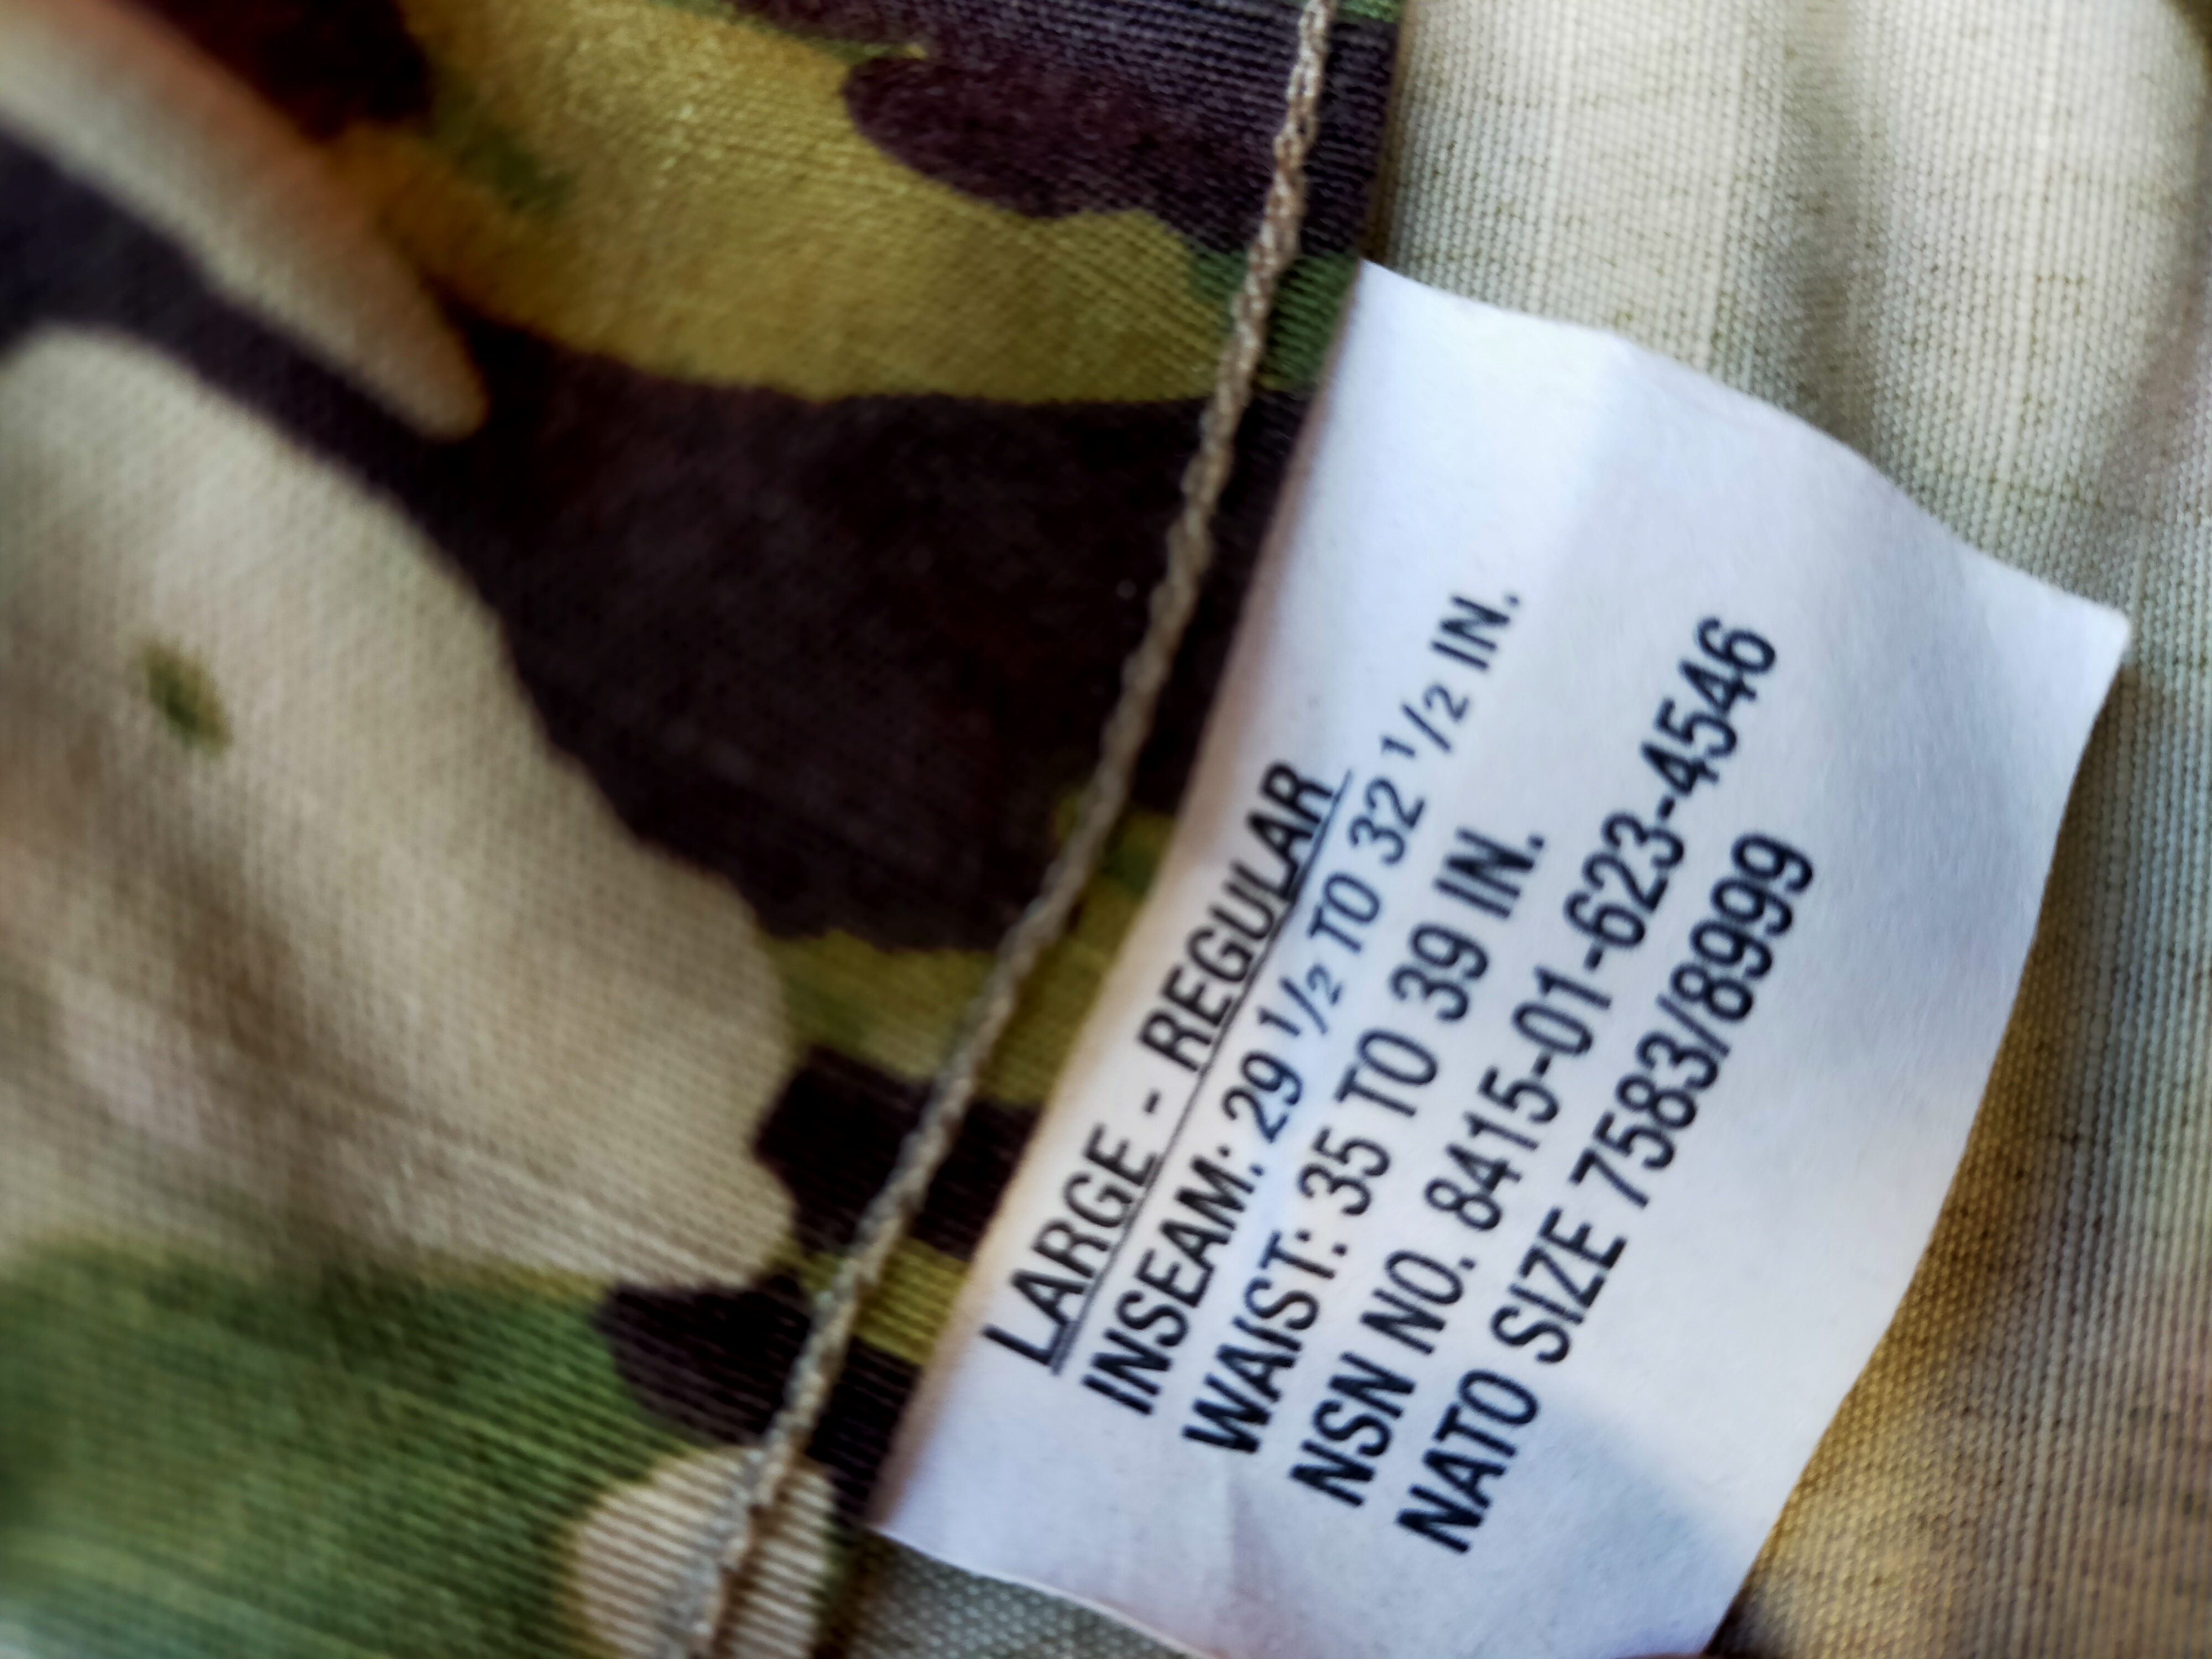 LARGE - REGULAR
INSEAM: 29 1/2 TO 32 1/2 IN.
WAIST: 35 TO 39 IN.
NSN NO. 8415-01-623-4546
NATO SIZE 7583/8999